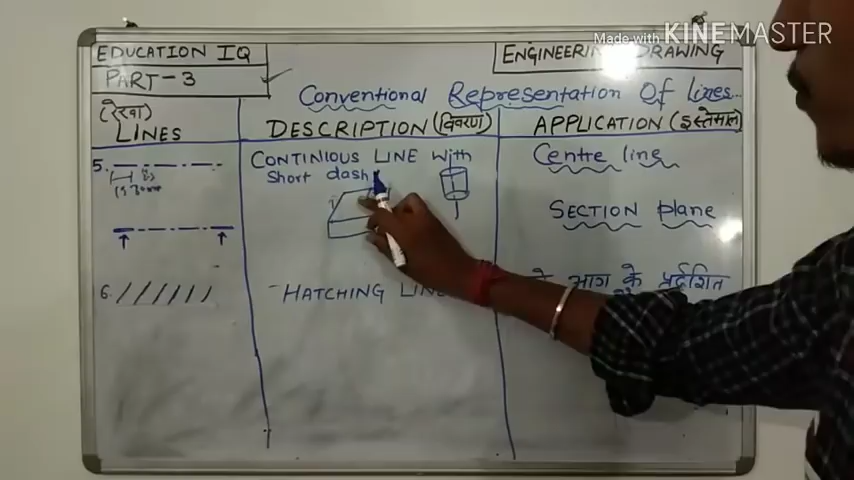 Made with KINEMASTER
EDUCATION IQ
ENGINEERING DRAWING
PART-3
Conventional Representation Of lines..
(रेखा)
LINES
DESCRIPTION (विवरण)
APPLICATION (इस्तेमाल)
5.
CONTINIOUS LINE With
Short dash
Centre line
SECTION plane
6.
HATCHING LINE
भाग के प्रदर्शित